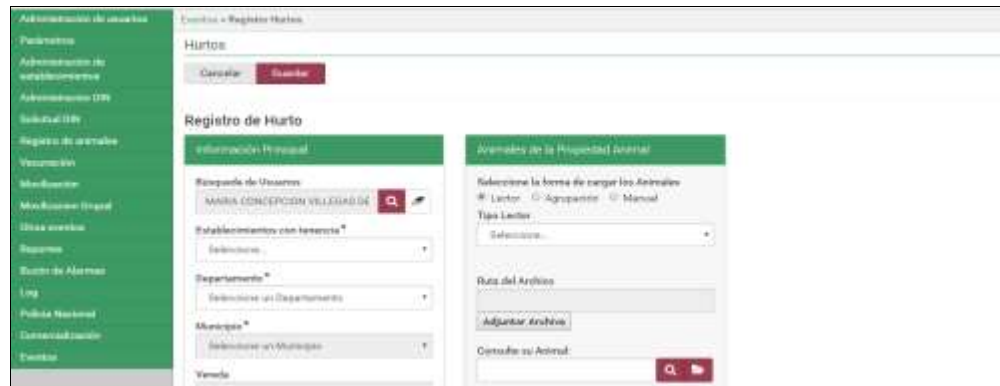 Administración de usuarios
Parámetros
Administración de
establecimientos
Administración DIN
Solicitud DIN
Registro de animales
Vacunación
Movilización
Movilización Grupal
Otros eventos
Reportes
Buzón de Alarmas
Log
Policía Nacional
Comercialización
Eventos
Eventos » Registro Hurtos
Hurtos
Cancelar
Guardar
Registro de Hurto
Información Principal
Búsqueda de Usuarios
MARIA CONCEPCION VILLEGAS DE
Establecimientos con tenencia *
Seleccione...
Departamento *
Seleccione un Departamento
Municipio *
Seleccione un Municipio
Vereda
Animales de la Propiedad Animal
Seleccione la forma de cargar los Animales
Lector Agrupación Manual
Tipo Lector
Seleccione...
Ruta del Archivo
Adjuntar Archivo
Consulte su Animal